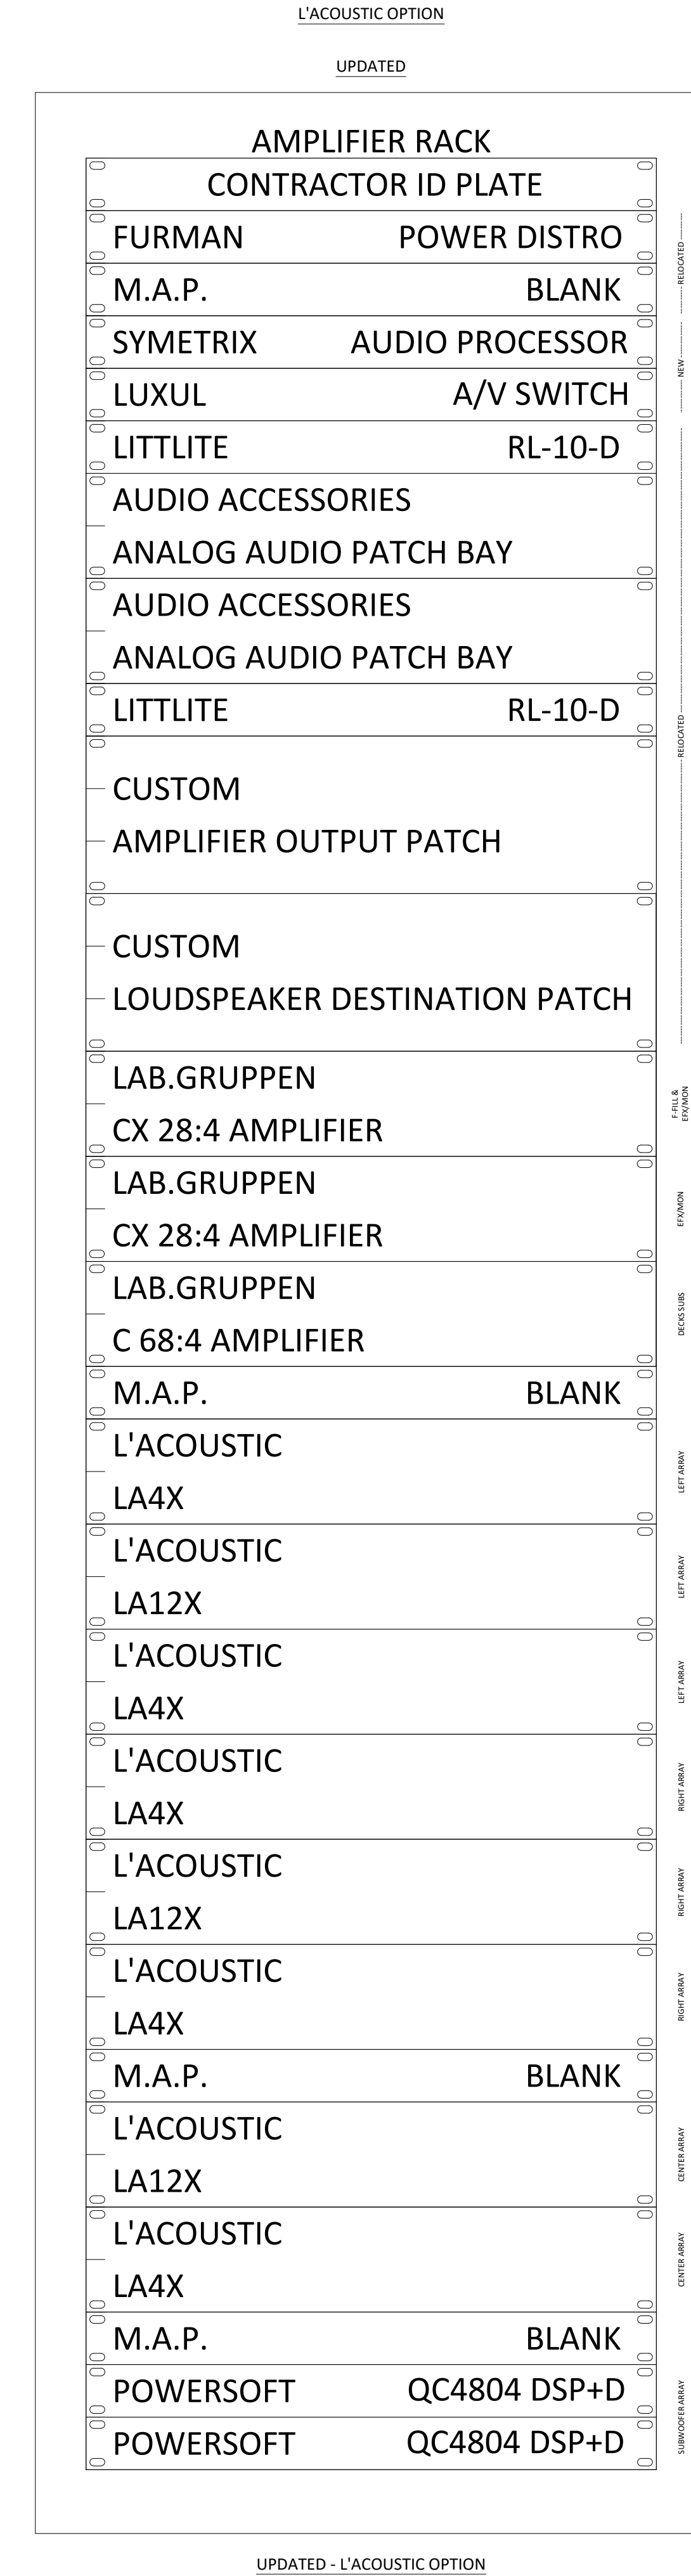 L'ACOUSTIC OPTION
UPDATED
AMPLIFIER RACK
CONTRACTOR ID PLATE
FURMAN POWER DISTRO
M.A.P. BLANK
---------- RELOCATED ----------
SYMETRIX AUDIO PROCESSOR
LUXUL A/V SWITCH
------------ NEW ------------
LITTLITE RL-10-D
AUDIO ACCESSORIES
ANALOG AUDIO PATCH BAY
AUDIO ACCESSORIES
ANALOG AUDIO PATCH BAY
LITTLITE RL-10-D
---------- RELOCATED ----------
CUSTOM
AMPLIFIER OUTPUT PATCH
CUSTOM
LOUDSPEAKER DESTINATION PATCH
LAB.GRUPPEN
CX 28:4 AMPLIFIER
F-FILL &
EFX/MON
LAB.GRUPPEN
CX 28:4 AMPLIFIER
EFX/MON
LAB.GRUPPEN
C 68:4 AMPLIFIER
DECKS SUBS
M.A.P. BLANK
L'ACOUSTIC
LA4X
LEFT ARRAY
L'ACOUSTIC
LA12X
LEFT ARRAY
L'ACOUSTIC
LA4X
LEFT ARRAY
L'ACOUSTIC
LA4X
RIGHT ARRAY
L'ACOUSTIC
LA12X
RIGHT ARRAY
L'ACOUSTIC
LA4X
RIGHT ARRAY
M.A.P. BLANK
L'ACOUSTIC
LA12X
CENTER ARRAY
L'ACOUSTIC
LA4X
CENTER ARRAY
M.A.P. BLANK
POWERSOFT QC4804 DSP+D
POWERSOFT QC4804 DSP+D
SUBWOOFER ARRAY
UPDATED - L'ACOUSTIC OPTION